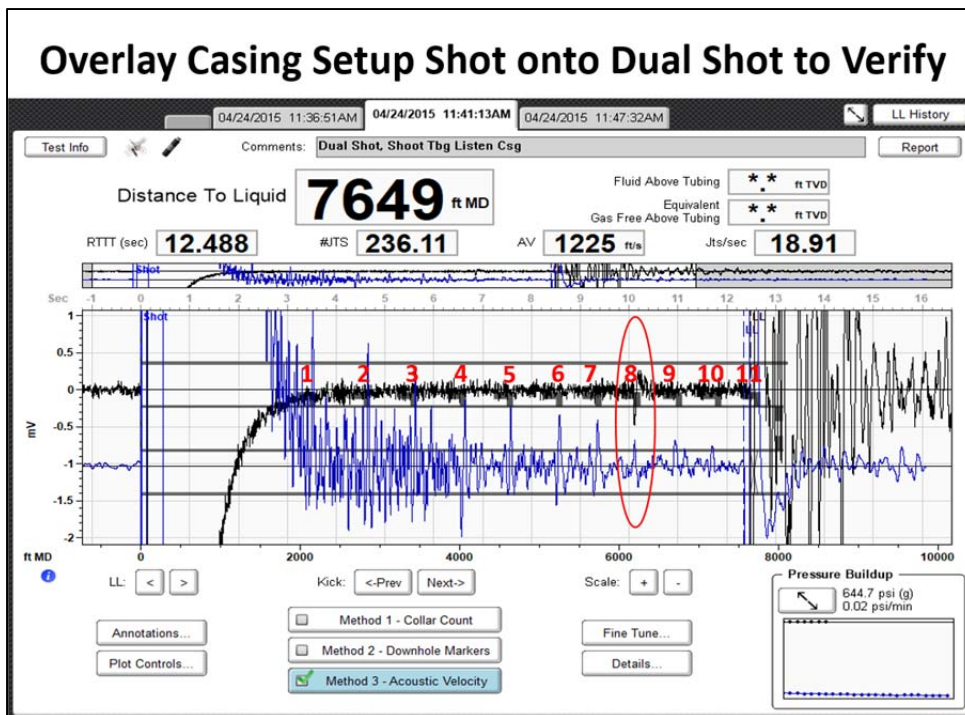 Overlay Casing Setup Shot onto Dual Shot to Verify
04/24/2015 11:36:51AM
04/24/2015 11:41:13AM
04/24/2015 11:47:32AM
LL History
Test Info
Comments:
Dual Shot, Shoot Tbg Listen Csg
Report
Distance To Liquid
7649 ft MD
Fluid Above Tubing
*.* ft TVD
Equivalent
Gas Free Above Tubing
*.* ft TVD
RTTT (sec) 12.488
#JTS 236.11
AV 1225 ft/s
Jts/sec 18.91
Shot
Sec -1 0 1 2 3 4 5 6 7 8 9 10 11 12 13 14 15 16
Shot
LL
LL
1
0.5
0
-0.5
-1
-1.5
-2
mV
1 2 3 4 5 6 7 8 9 10 11
ft MD 0 2000 4000 6000 8000 10000
LL: < >
Kick: <-Prev Next->
Scale: + -
Annotations...
Plot Controls...
Method 1 - Collar Count
Method 2 - Downhole Markers
Method 3 - Acoustic Velocity
Fine Tune...
Details...
Pressure Buildup
644.7 psi (g)
0.02 psi/min